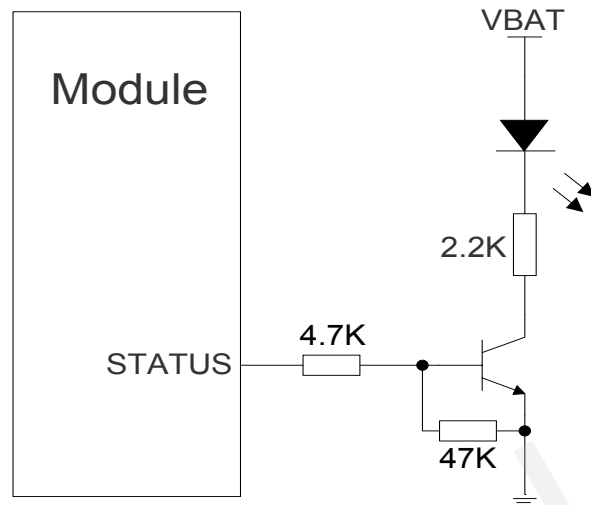 VBAT
Module
2.2K
4.7K
STATUS
47K